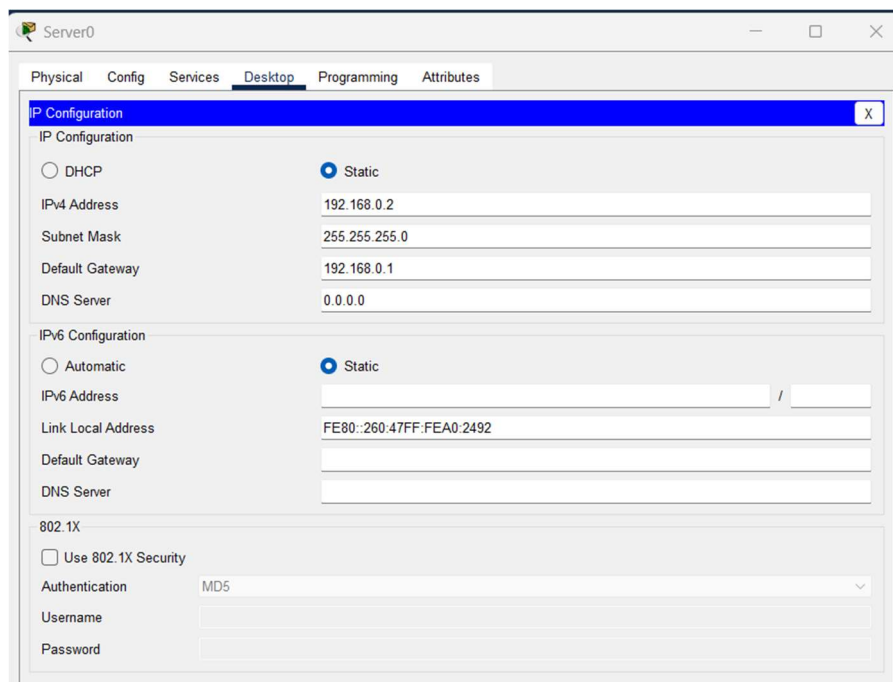 Server0
Physical Config Services Desktop Programming Attributes
IP Configuration X
IP Configuration
DHCP Static
IPv4 Address 192.168.0.2
Subnet Mask 255.255.255.0
Default Gateway 192.168.0.1
DNS Server 0.0.0.0
IPv6 Configuration
Automatic Static
IPv6 Address /
Link Local Address FE80::260:47FF:FEA0:2492
Default Gateway
DNS Server
802.1X
Use 802.1X Security
Authentication MD5
Username
Password